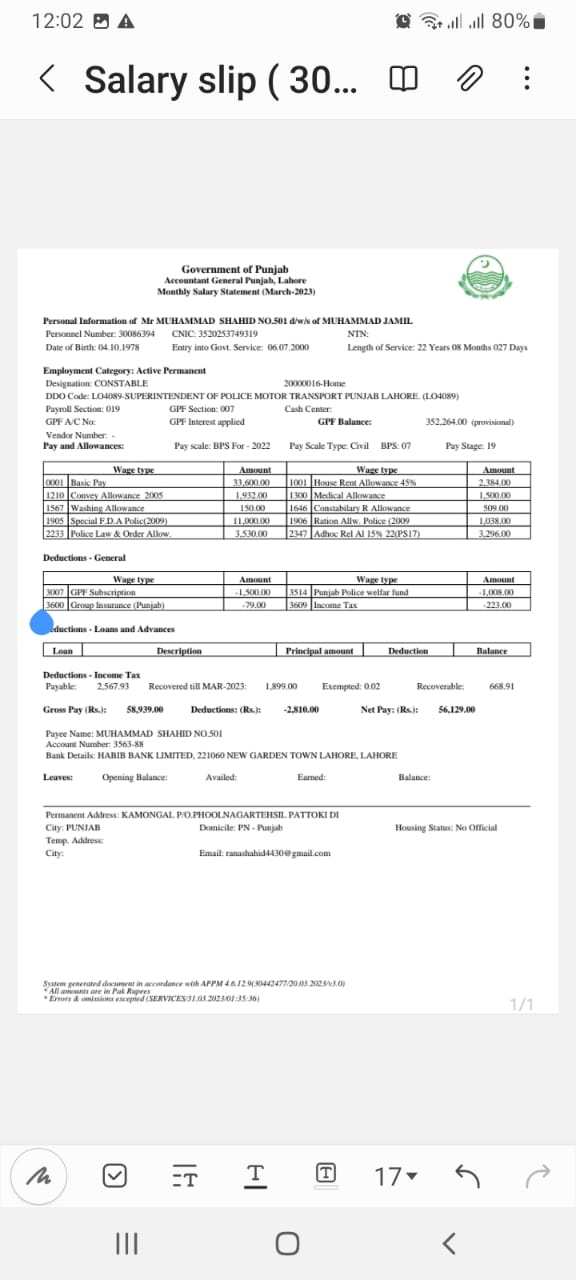 12:02 80%
Salary slip ( 30...
Government of Punjab
Accountant General Punjab, Lahore
Monthly Salary Statement (March-2023)
Personal Information of Mr MUHAMMAD SHAHID NO.501 d/w/s of MUHAMMAD JAMIL
Personnel Number: 30086394 CNIC: 3520253749319 NTN:
Date of Birth: 04.10.1978 Entry into Govt. Service: 06.07.2000 Length of Service: 22 Years 08 Months 027 Days
Employment Category: Active Permanent
Designation: CONSTABLE 20000016-Home
DDO Code: LO4089-SUPERINTENDENT OF POLICE MOTOR TRANSPORT PUNJAB LAHORE. (LO4089)
Payroll Section: 019 GPF Section: 007 Cash Center:
GPF A/C No: GPF Interest applied GPF Balance: 352,264.00 (provisional)
Vendor Number: -
Pay and Allowances: Pay scale: BPS For - 2022 Pay Scale Type: Civil BPS: 07 Pay Stage: 19
Wage type Amount Wage type Amount
0001 Basic Pay 33,600.00 1001 House Rent Allowance 45% 2,384.00
1210 Convey Allowance 2005 1,932.00 1300 Medical Allowance 1,500.00
1567 Washing Allowance 150.00 1646 Constabilary R Allowance 509.00
1905 Special F.D.A Polic(2009) 11,000.00 1906 Ration Allw. Police (2009 1,038.00
2233 Police Law & Order Allow. 3,530.00 2347 Adhoc Rel Al 15% 22(PS17) 3,296.00
Deductions - General
Wage type Amount Wage type Amount
3007 GPF Subscription -1,500.00 3514 Punjab Police welfar fund -1,008.00
3600 Group Insurance (Punjab) -79.00 3609 Income Tax -223.00
eductions - Loans and Advances
Loan Description Principal amount Deduction Balance
Deductions - Income Tax
Payable: 2,567.93 Recovered till MAR-2023: 1,899.00 Exempted: 0.02 Recoverable: 668.91
Gross Pay (Rs.): 58,939.00 Deductions: (Rs.): -2,810.00 Net Pay: (Rs.): 56,129.00
Payee Name: MUHAMMAD SHAHID NO.501
Account Number: 3563-88
Bank Details: HABIB BANK LIMITED, 221060 NEW GARDEN TOWN LAHORE, LAHORE
Leaves: Opening Balance: Availed: Earned: Balance:
Permanent Address: KAMONGAL P/O.PHOOLNAGARTEHSIL PATTOKI DI
City: PUNJAB Domicile: PN - Punjab Housing Status: No Official
Temp. Address:
City: Email: ranashahid4430@gmail.com
System generated document in accordance with APPM 4.6.12.9(30442477/20.03.2023/v3.0)
* All amounts are in Pak Rupees
* Errors & omissions excepted (SERVICES/31.03.2023/01:35:36)
1/1
T T T 17